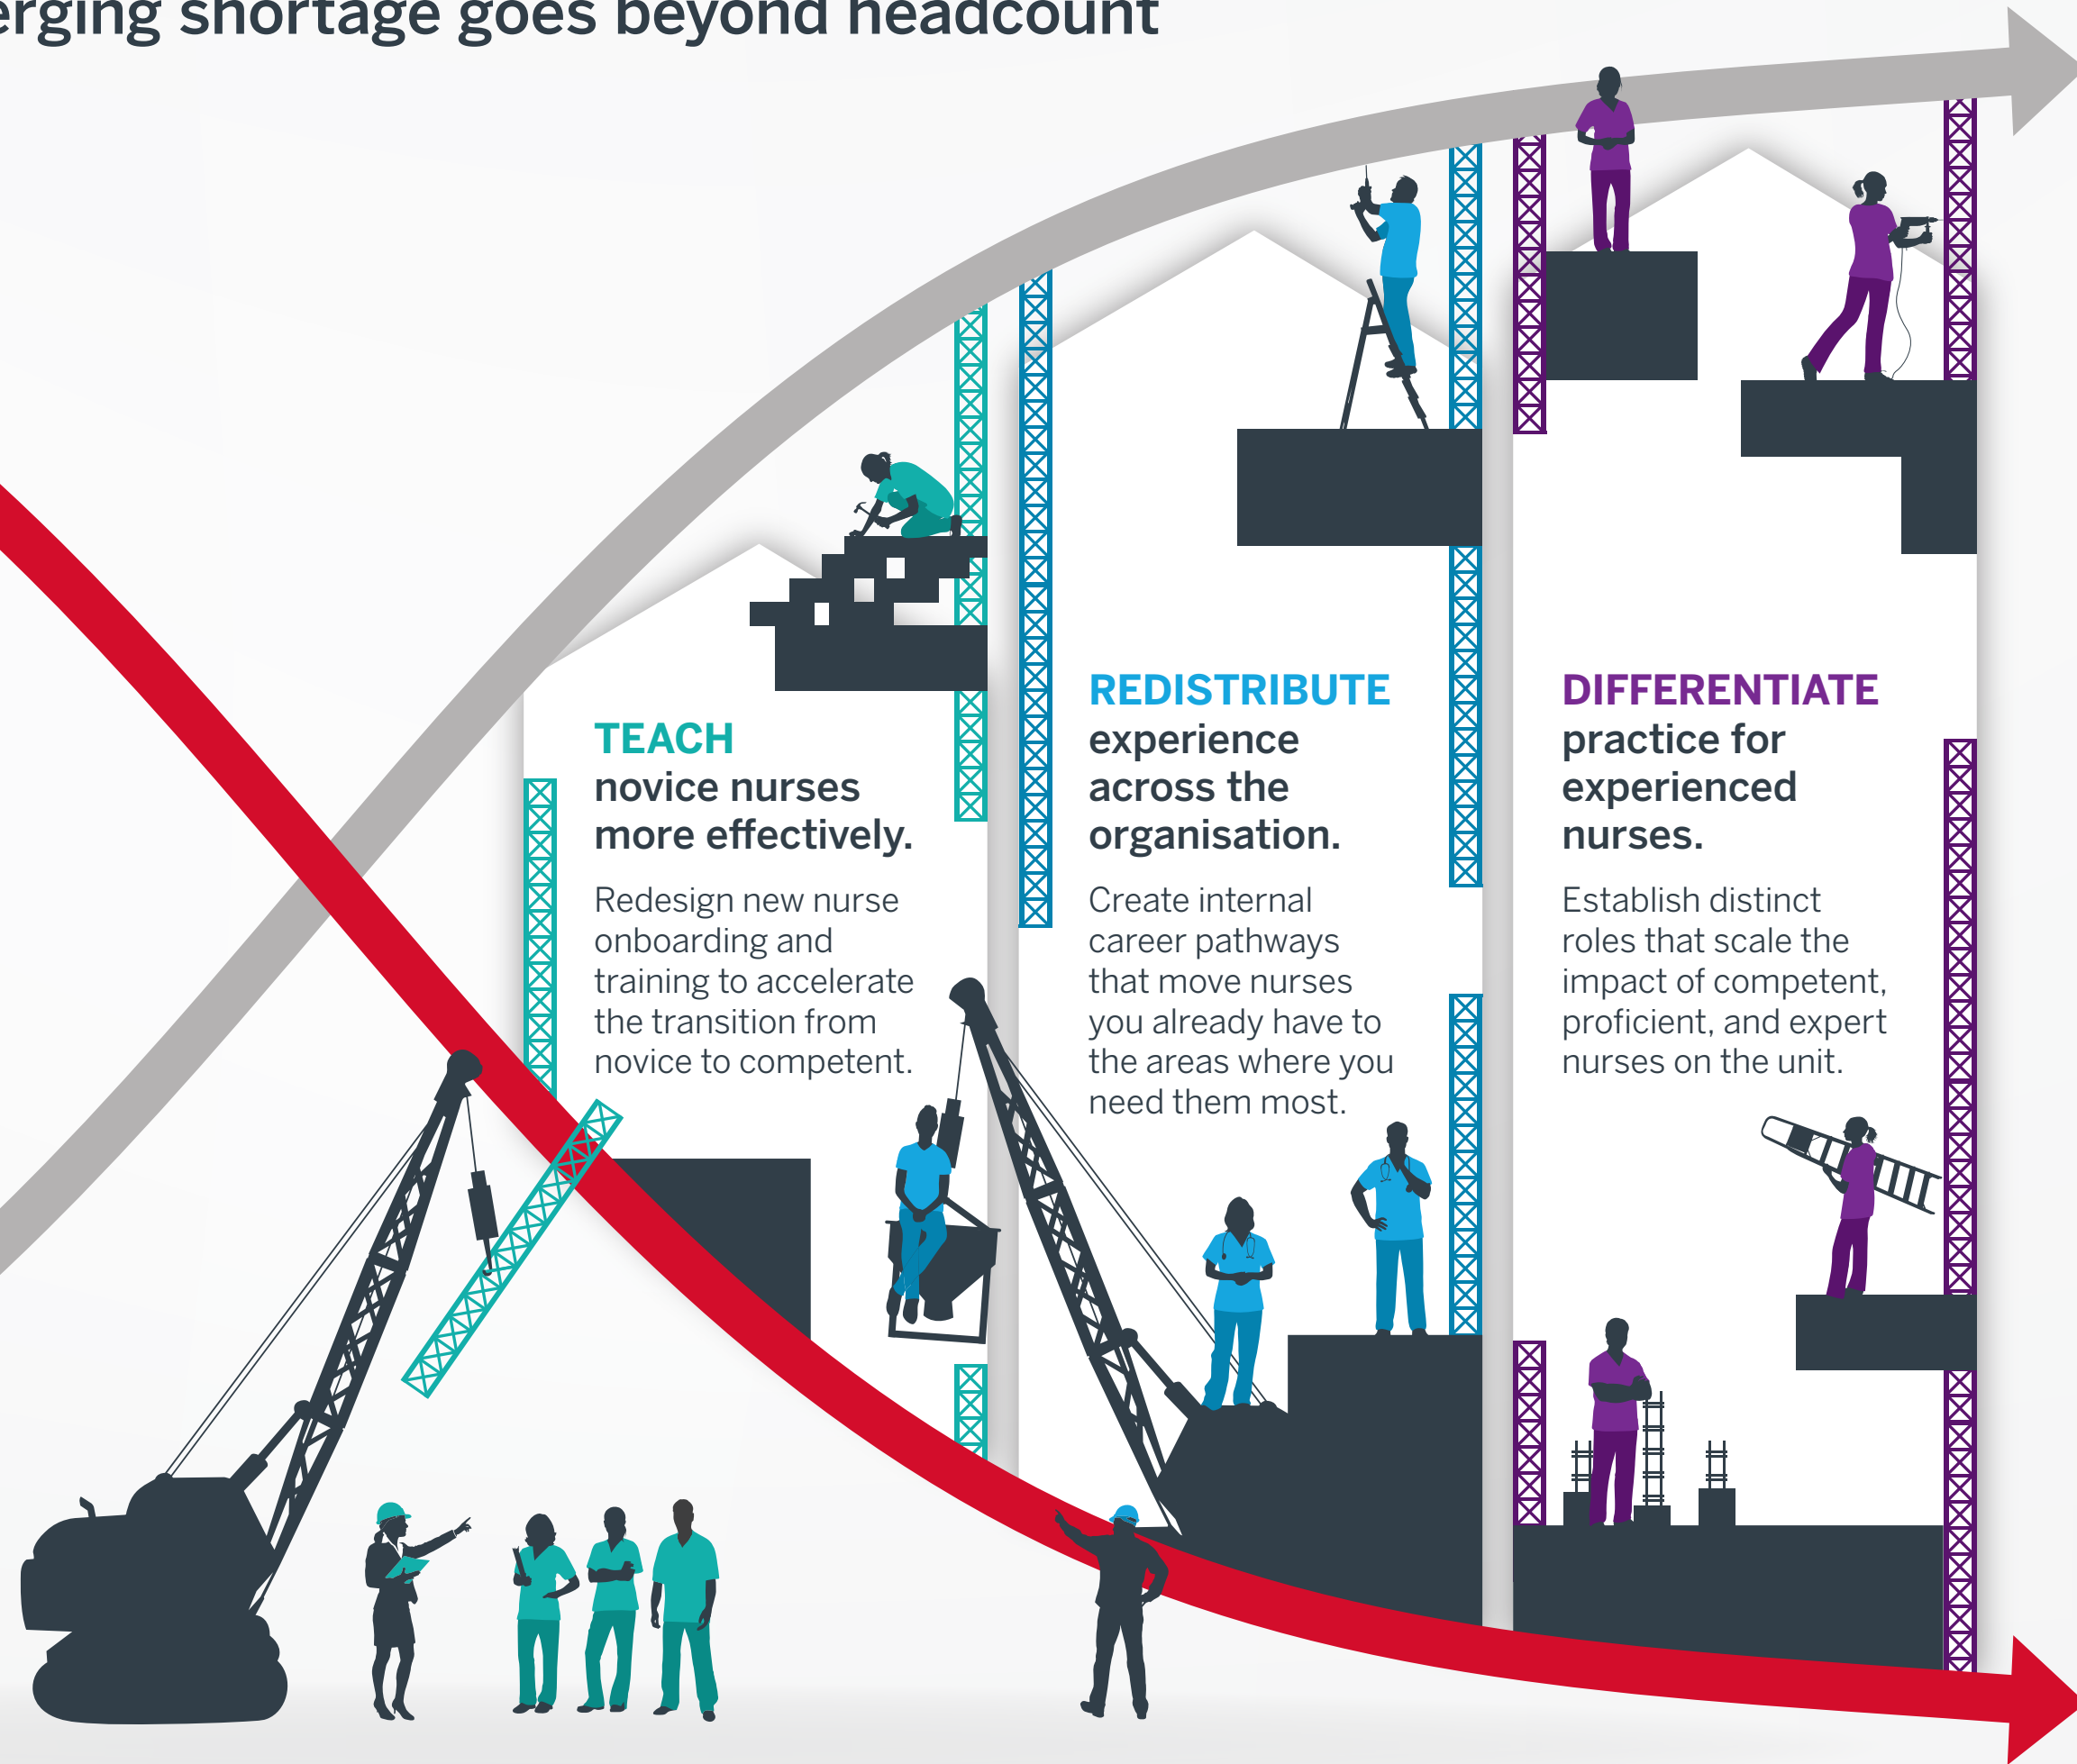 shortage goes beyond headcount
TEACH
novice nurses
more effectively.
Redesign new nurse
onboarding and
training to accelerate
the transition from
novice to competent.
REDISTRIBUTE
experience
across the
organisation.
Create internal
career pathways
that move nurses
you already have to
the areas where you
need them most.
DIFFERENTIATE
practice for
experienced
nurses.
Establish distinct
roles that scale the
impact of competent,
proficient, and expert
nurses on the unit.